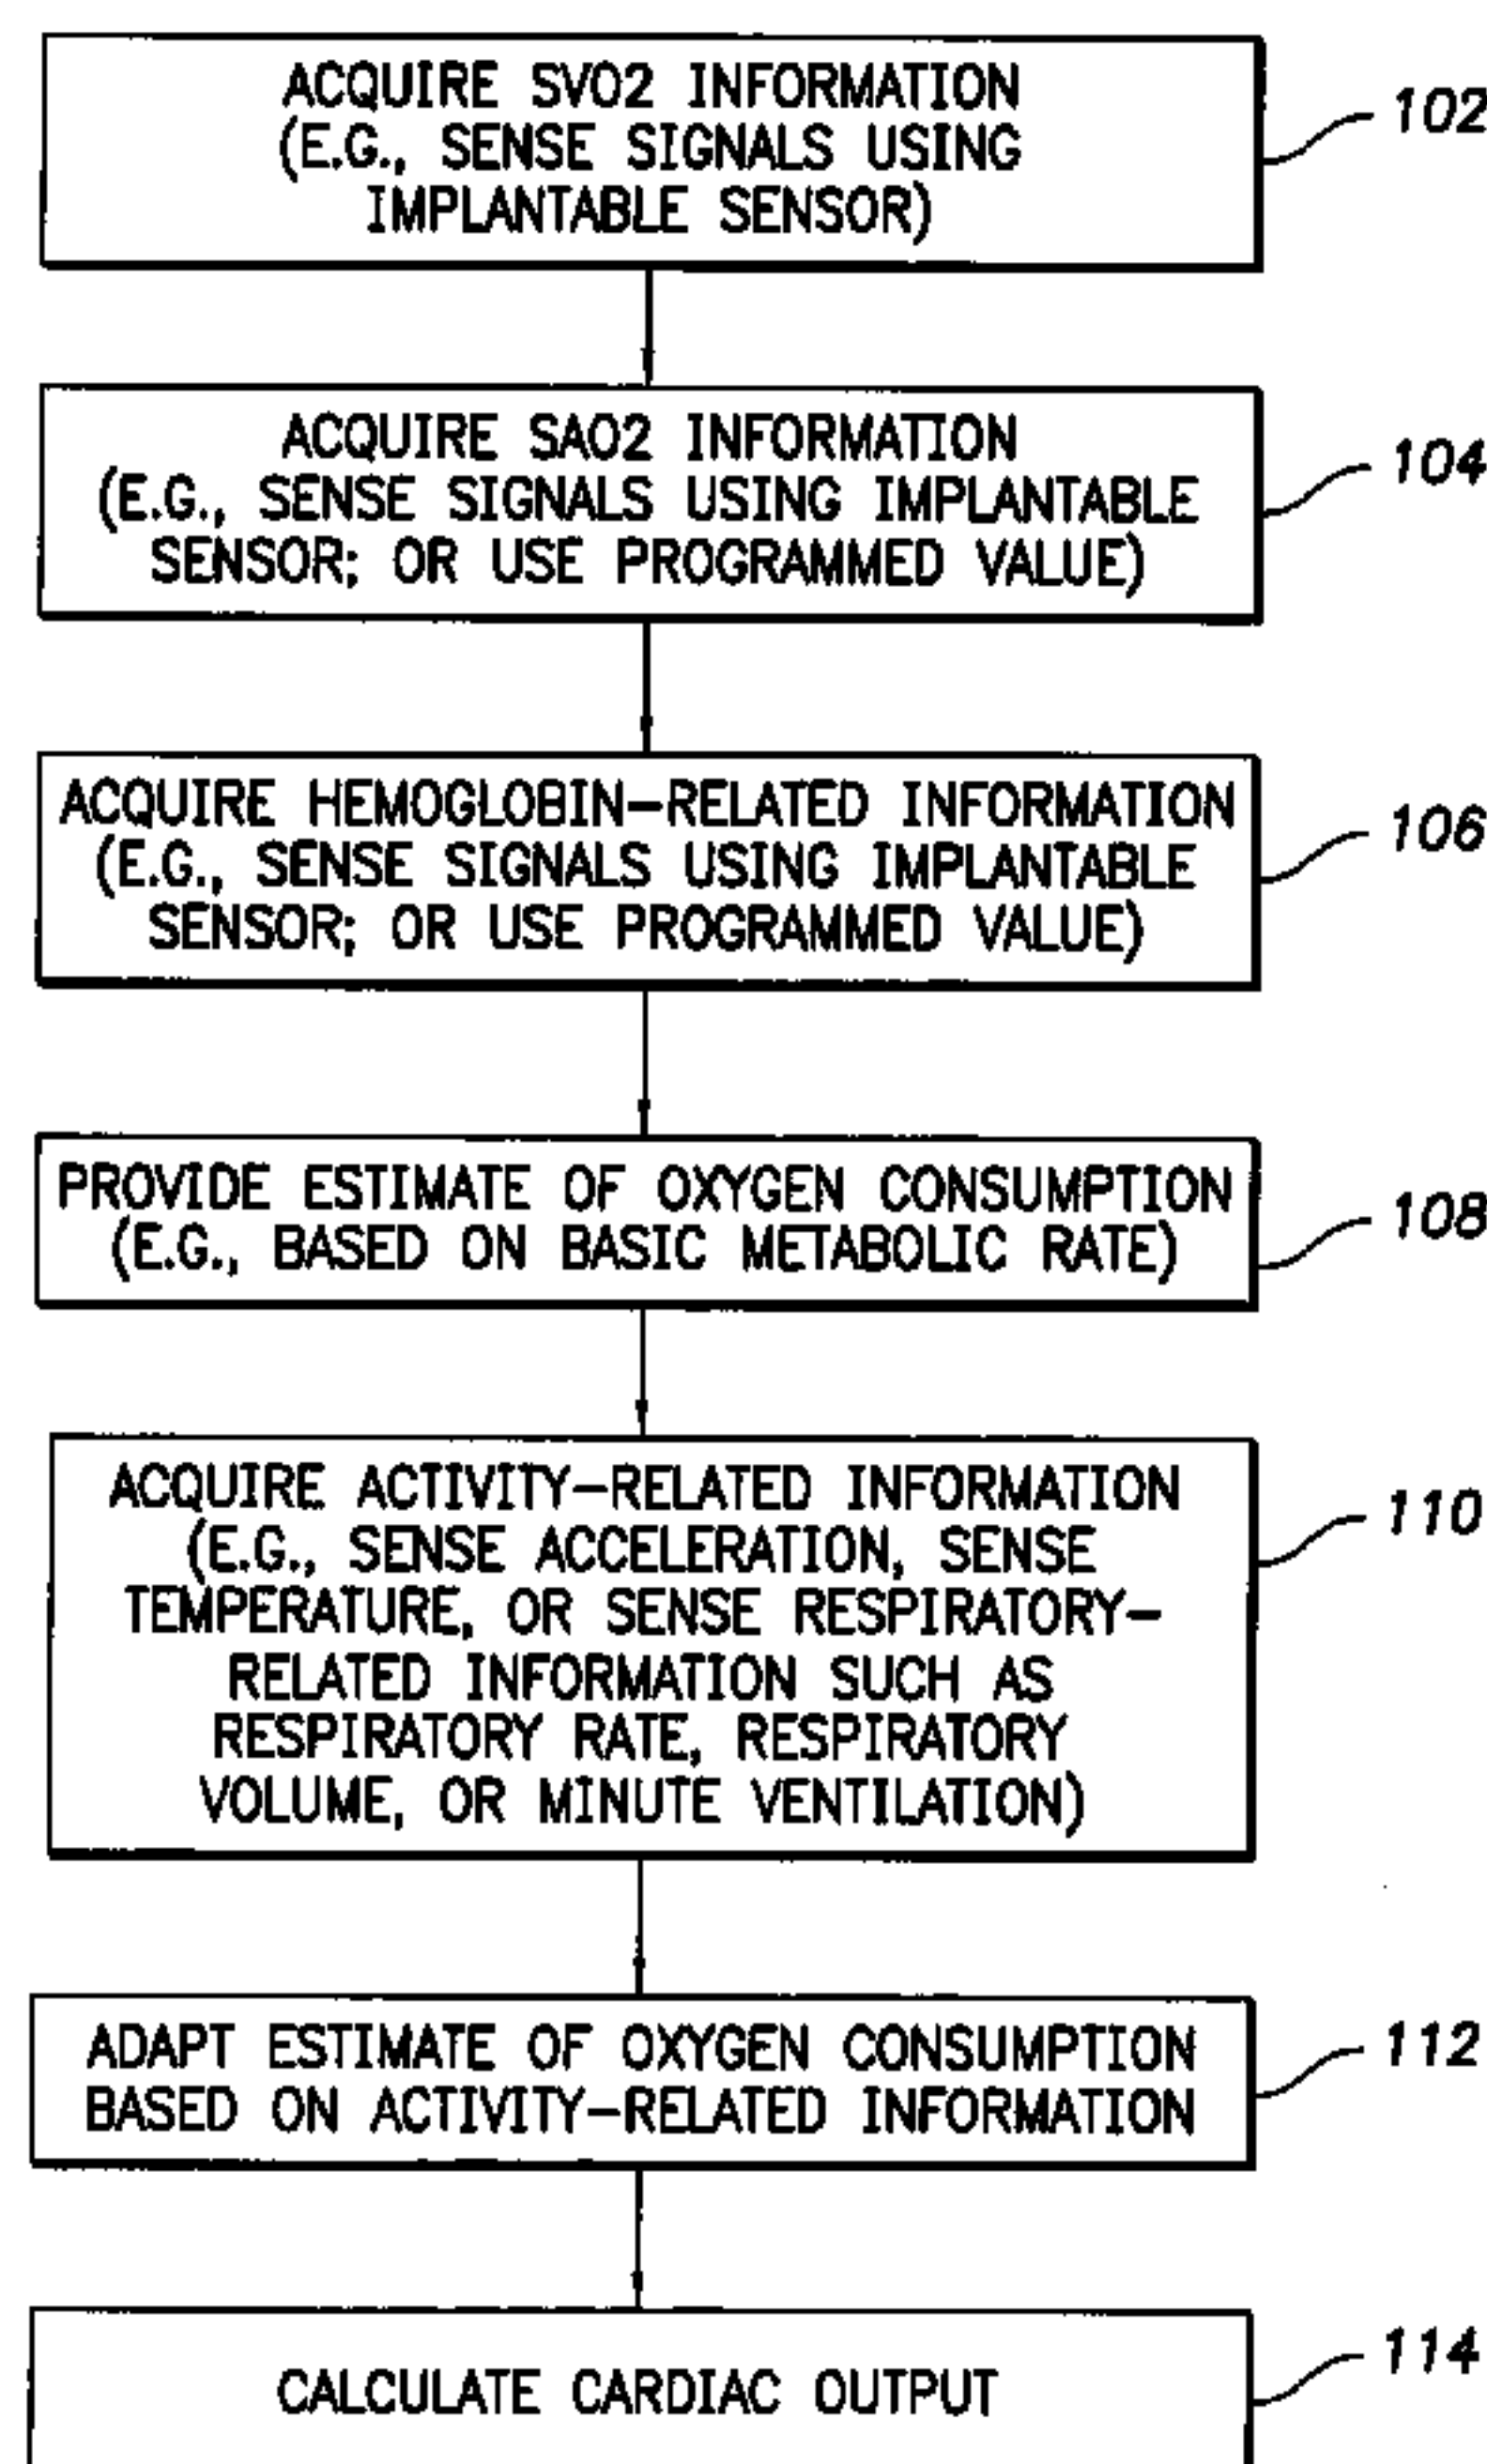 ACQUIRE SVO2 INFORMATION
(E.G., SENSE SIGNALS USING
IMPLANTABLE SENSOR)
102
ACQUIRE SAO2 INFORMATION
(E.G., SENSE SIGNALS USING IMPLANTABLE
SENSOR; OR USE PROGRAMMED VALUE)
104
ACQUIRE HEMOGLOBIN-RELATED INFORMATION
(E.G., SENSE SIGNALS USING IMPLANTABLE
SENSOR; OR USE PROGRAMMED VALUE)
106
PROVIDE ESTIMATE OF OXYGEN CONSUMPTION
(E.G., BASED ON BASIC METABOLIC RATE)
108
ACQUIRE ACTIVITY-RELATED INFORMATION
(E.G., SENSE ACCELERATION, SENSE
TEMPERATURE, OR SENSE RESPIRATORY-
RELATED INFORMATION SUCH AS
RESPIRATORY RATE, RESPIRATORY
VOLUME, OR MINUTE VENTILATION)
110
ADAPT ESTIMATE OF OXYGEN CONSUMPTION
BASED ON ACTIVITY-RELATED INFORMATION
112
CALCULATE CARDIAC OUTPUT
114